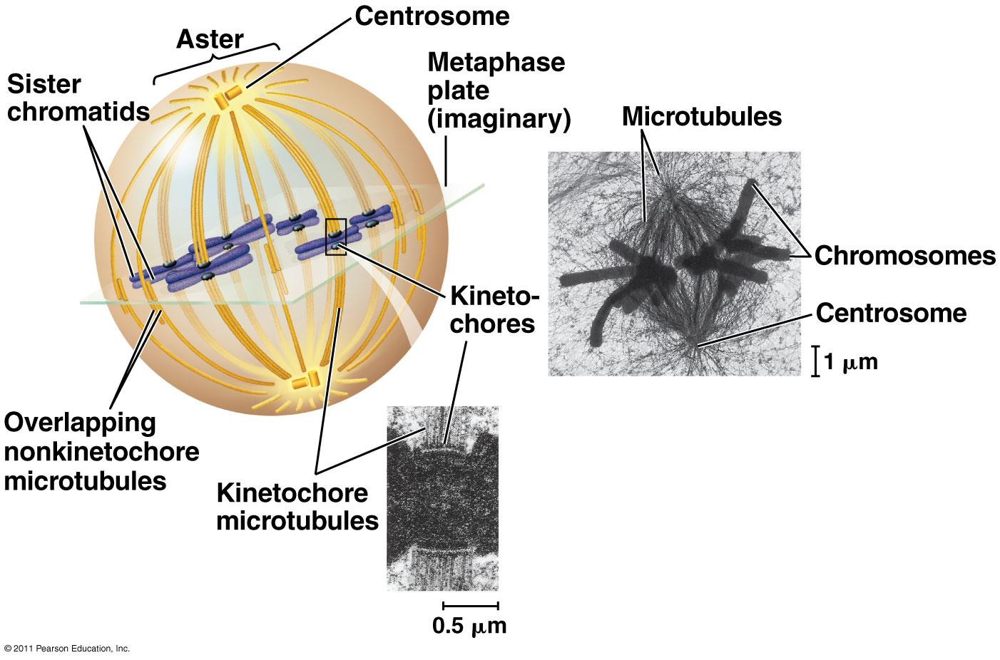 Centrosome
Aster
Metaphase
plate
(imaginary)
Sister
chromatids
Microtubules
Chromosomes
Kineto-
chores
Centrosome
1 μm
Overlapping
nonkinetochore
microtubules
Kinetochore
microtubules
0.5 μm
© 2011 Pearson Education, Inc.